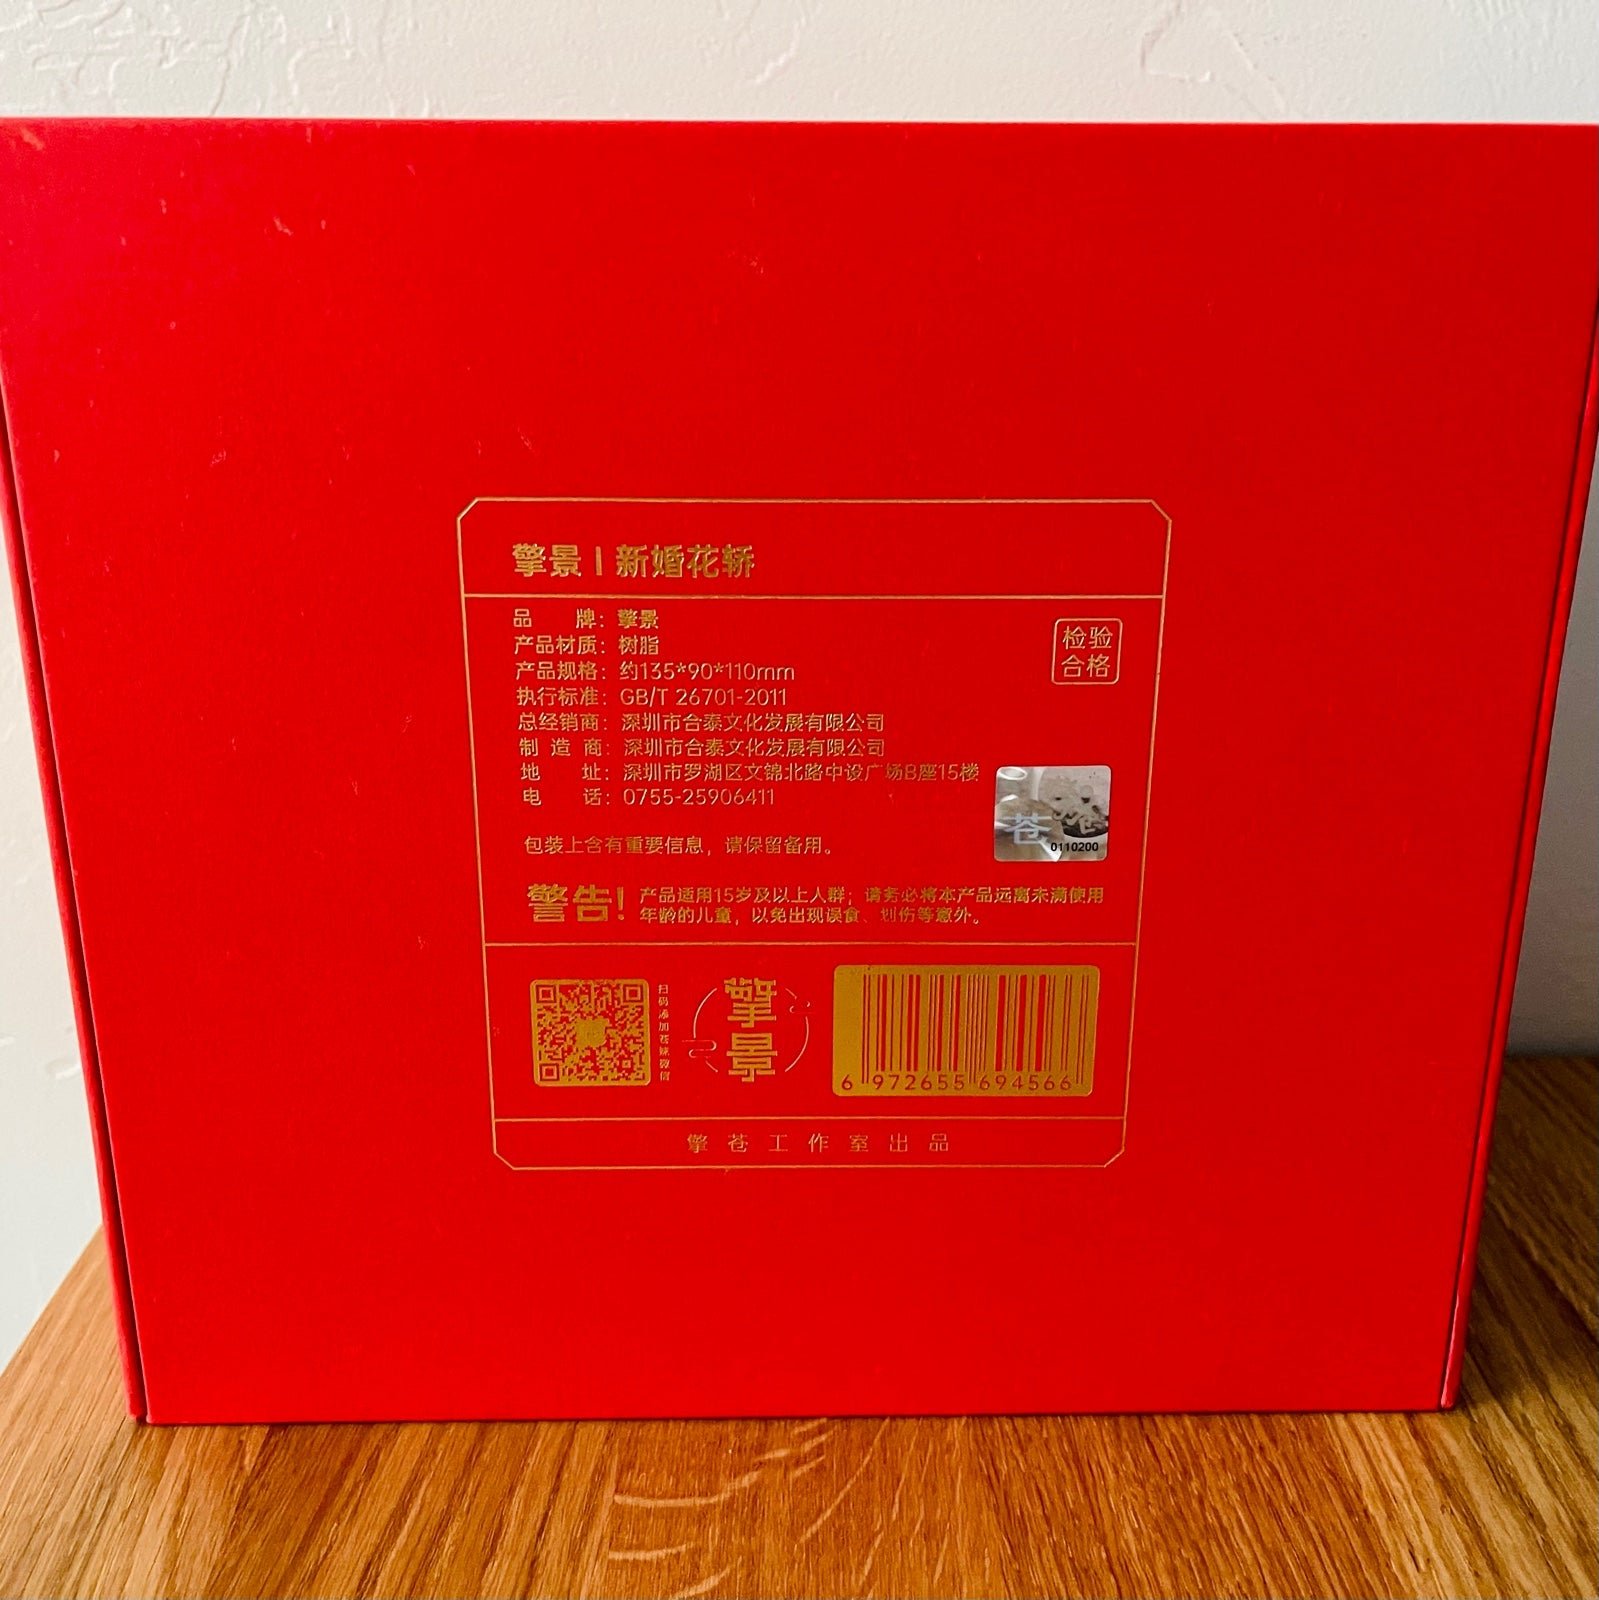 擎景 | 新婚花轿
品 牌：擎景
产品材质：树脂
产品规格：约135*90*110mm
执行标准：GB/T 26701-2011
总经销商：深圳市合泰文化发展有限公司
制 造 商：深圳市合泰文化发展有限公司
地 址：深圳市罗湖区文锦北路中设广场B座15楼
电 话：0755-25906411
检验
合格
苍
0110200
包装上含有重要信息，请保留备用。
警告！
产品适用15岁及以上人群；请务必将本产品远离未满使用
年龄的儿童，以免出现误食、划伤等意外。
扫码添加苍妹微信
擎景
6 972655 694566
擎苍工作室出品